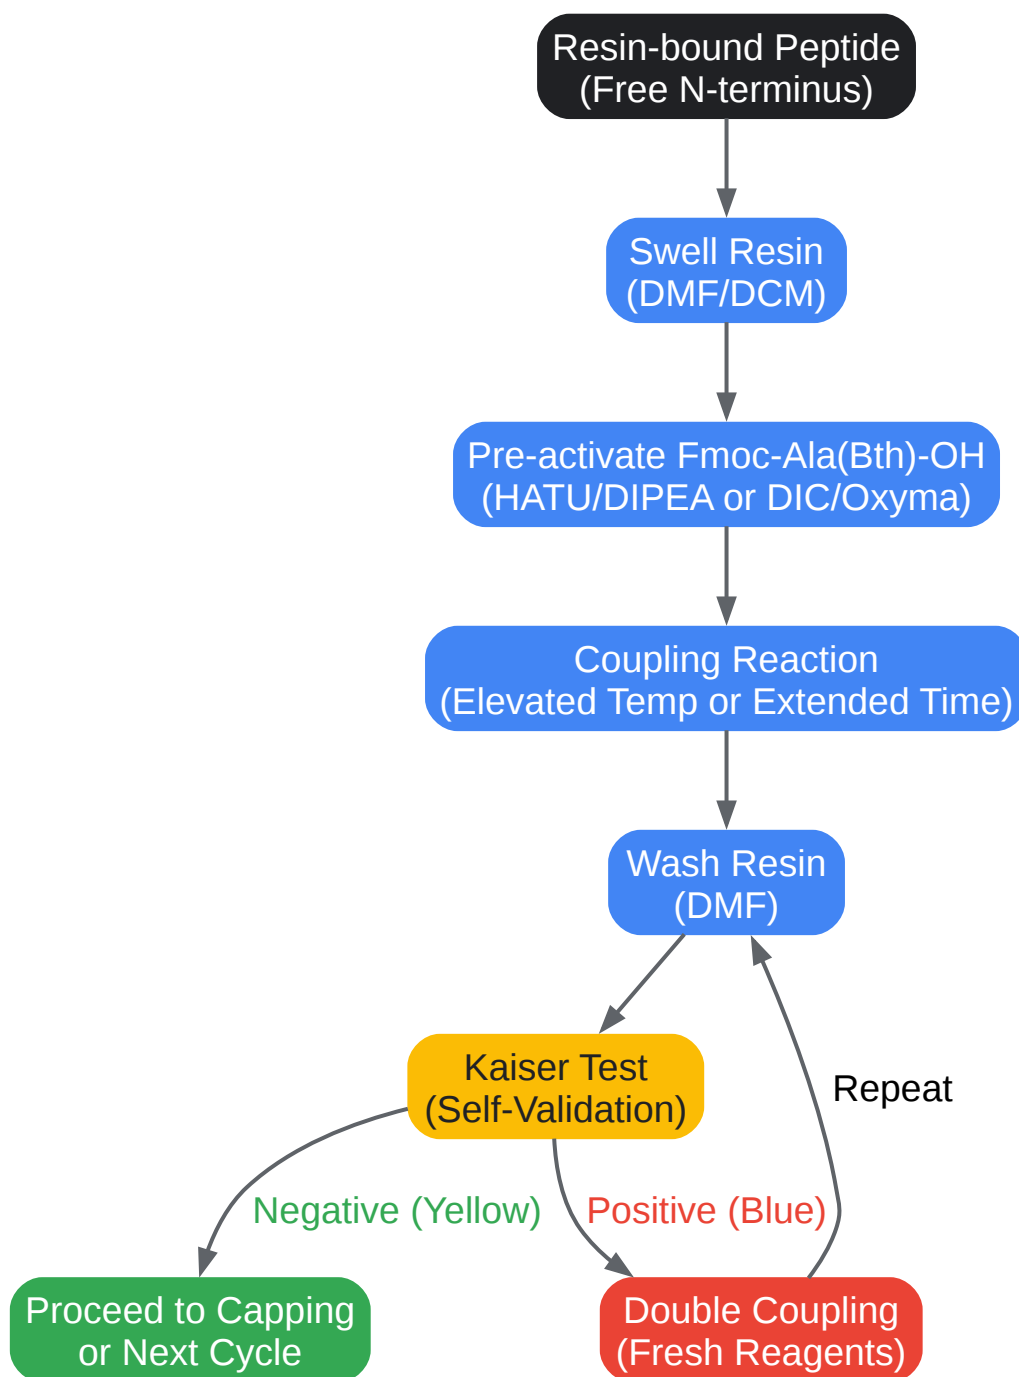 Resin-bound Peptide
(Free N-terminus)
Swell Resin
(DMF/DCM)
Pre-activate Fmoc-Ala(Bth)-OH
(HATU/DIPEA or DIC/Oxyma)
Coupling Reaction
(Elevated Temp or Extended Time)
Wash Resin
(DMF)
Kaiser Test
(Self-Validation)
Repeat
Negative (Yellow)
Positive (Blue)
Proceed to Capping
or Next Cycle
Double Coupling
(Fresh Reagents)